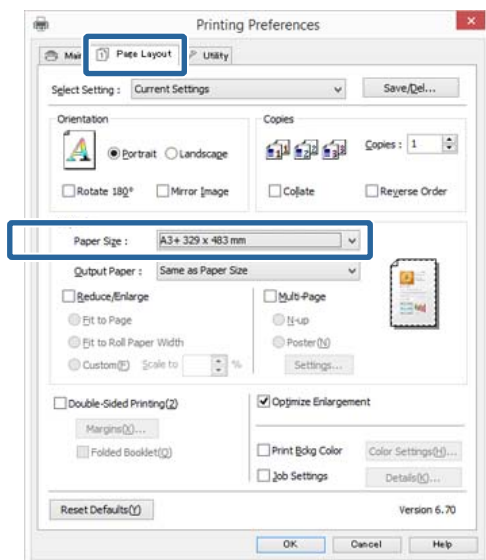 Printing Preferences
Page Layout Utility
Select Setting : Current Settings Save/Del...
Orientation Copies
Portrait Landscape Copies : 1
Rotate 180° Mirror Image Collate Reverse Order
Paper Size : A3+ 329 x 483 mm
Output Paper : Same as Paper Size
Reduce/Enlarge Multi-Page
Fit to Page N-up
Fit to Roll Paper Width Poster(N)
Custom(F) Scale to % Settings...
Double-Sided Printing(2) Optimize Enlargement
Margins(X)...
Folded Booklet(Q) Print Bckg Color Color Settings(H)...
Job Settings Details(K)...
Reset Defaults(Y) Version 6.70
OK Cancel Help